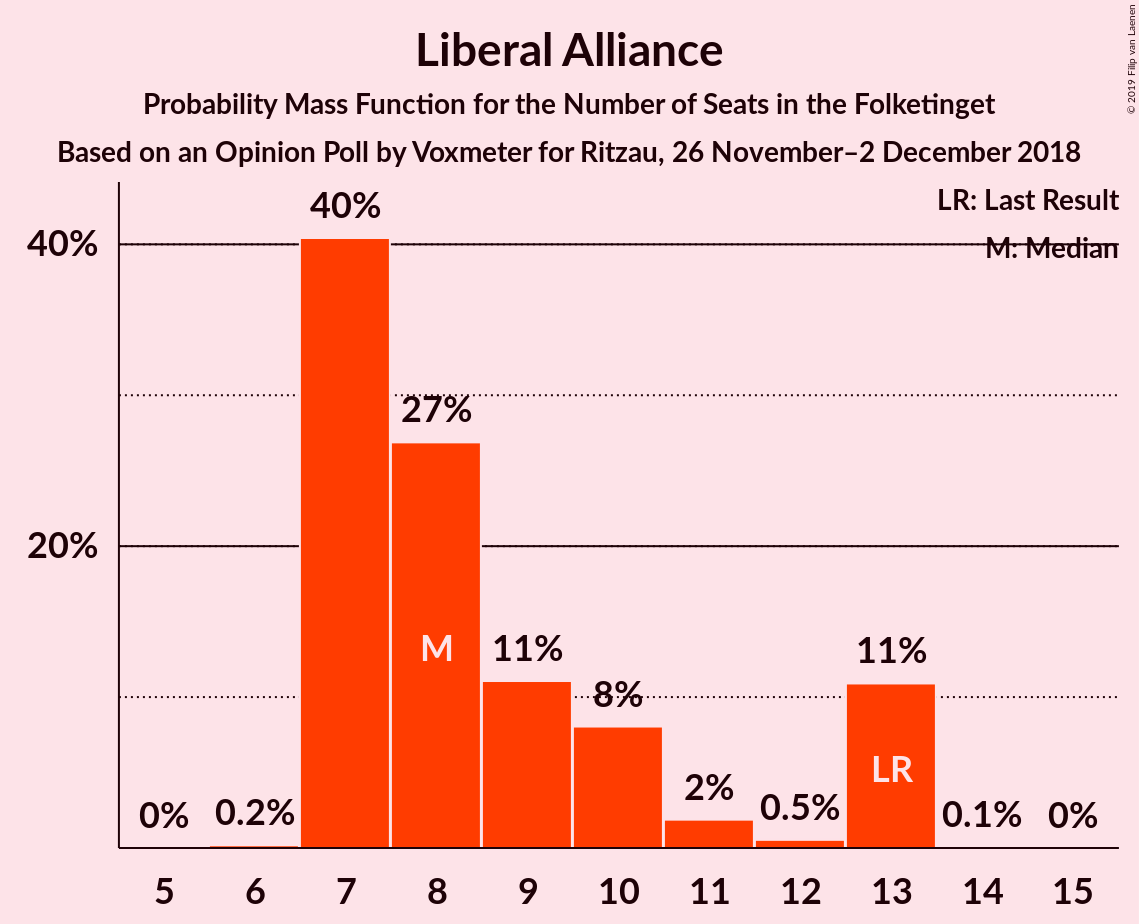 Liberal Alliance
Probability Mass Function for the Number of Seats in the Folketinget
Based on an Opinion Poll by Voxmeter for Ritzau, 26 November–2 December 2018
© 2019 Filip van Laenen
LR: Last Result
M: Median
40%
20%
0%
0.2%
40%
27%
11%
8%
2%
0.5%
11%
0.1%
0%
M
LR
5 6 7 8 9 10 11 12 13 14 15